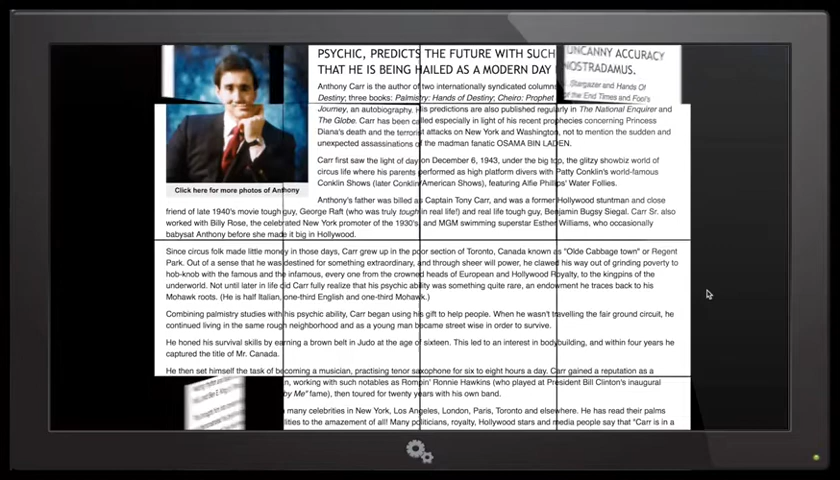 PSYCHIC, PREDICTS THE FUTURE WITH SUCH UNCANNY ACCURACY
THAT HE IS BEING HAILED AS A MODERN DAY NOSTRADAMUS.
Anthony Carr is the author of two internationally syndicated column Stargazer and Hands Of
Destiny; three books: Palmistry: Hands of Destiny; Cheiro: Prophet of the End Times and Fool's
Journey, an autobiography. His predictions are also published regularly in The National Enquirer and
The Globe. Carr has been called especially in light of his recent prophecies concerning Princess
Diana's death and the terrorist attacks on New York and Washington, not to mention the sudden and
unexpected assassinations of the madman fanatic OSAMA BIN LADEN.
Carr first saw the light of day on December 6, 1943, under the big top, the glitzy showbiz world of
circus life where his parents performed as high platform divers with Patty Conklin's world-famous
Conklin Shows (later Conklin/American Shows), featuring Alfie Phillips' Water Follies.
Click here for more photos of Anthony
Anthony's father was billed as Captain Tony Carr, and was a former Hollywood stuntman and close
friend of late 1940's movie tough guy, George Raft (who was truly tough in real life!) and real life tough guy, Benjamin Bugsy Siegal. Carr Sr. also
worked with Billy Rose, the celebrated New York promoter of the 1930's and MGM swimming superstar Esther Williams, who occasionally
babysat Anthony before she made it big in Hollywood.
Since circus folk made little money in those days, Carr grew up in the poor section of Toronto, Canada known as "Olde Cabbage town" or Regent
Park. Out of a sense that he was destined for something extraordinary, and through sheer will power, he clawed his way out of grinding poverty to
hob-knob with the famous and the infamous, every one from the crowned heads of European and Hollywood Royalty, to the kingpins of the
underworld. Not until later in life did Carr fully realize that his psychic ability was something quite rare, an endowment he traces back to his
Mohawk roots. (He is half Italian, one-third English and one-third Mohawk.)
Combining palmistry studies with his psychic ability, Carr began using his gift to help people. When he wasn't travelling the fair ground circuit, he
continued living in the same rough neighborhood and as a young man became street wise in order to survive.
He honed his survival skills by earning a brown belt in Judo at the age of sixteen. This led to an interest in bodybuilding, and within four years he
captured the title of Mr. Canada.
He then set himself the task of becoming a musician, practising tenor saxophone for six to eight hours a day. Carr gained a reputation as a
n, working with such notables as Rompin' Ronnie Hawkins (who played at President Bill Clinton's inaugural
by Me" fame), then toured for twenty years with his own band.
many celebrities in New York, Los Angeles, London, Paris, Toronto and elsewhere. He has read their palms
ilities to the amazement of all! Many politicians, royalty, Hollywood stars and media people say that "Carr is in a